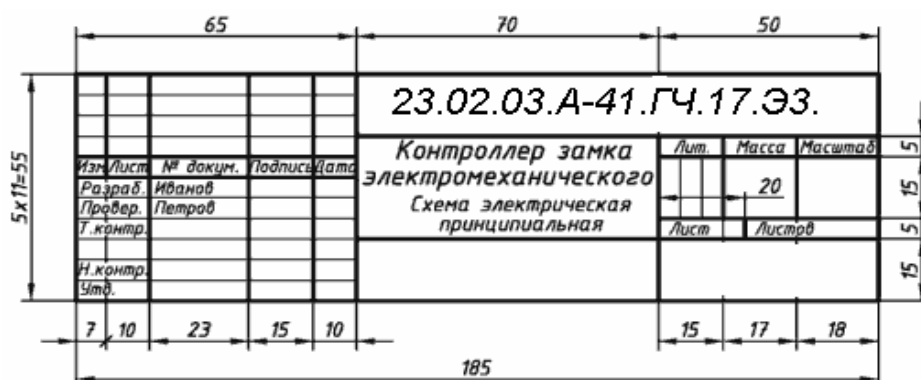 65 70 50
23.02.03.А-41.ГЧ.17.ЭЗ.
5x11=55
Контроллер замка
электромеханического
Схема электрическая
принципиальная
Лит. Масса Масштаб 5
20 15
Лист Листов 5
15
Изм Лист № докум. Подпись Дата
Разраб. Иванов
Провер. Петров
Т.контр.
Н.контр.
Утв.
7 10 23 15 10 15 17 18
185